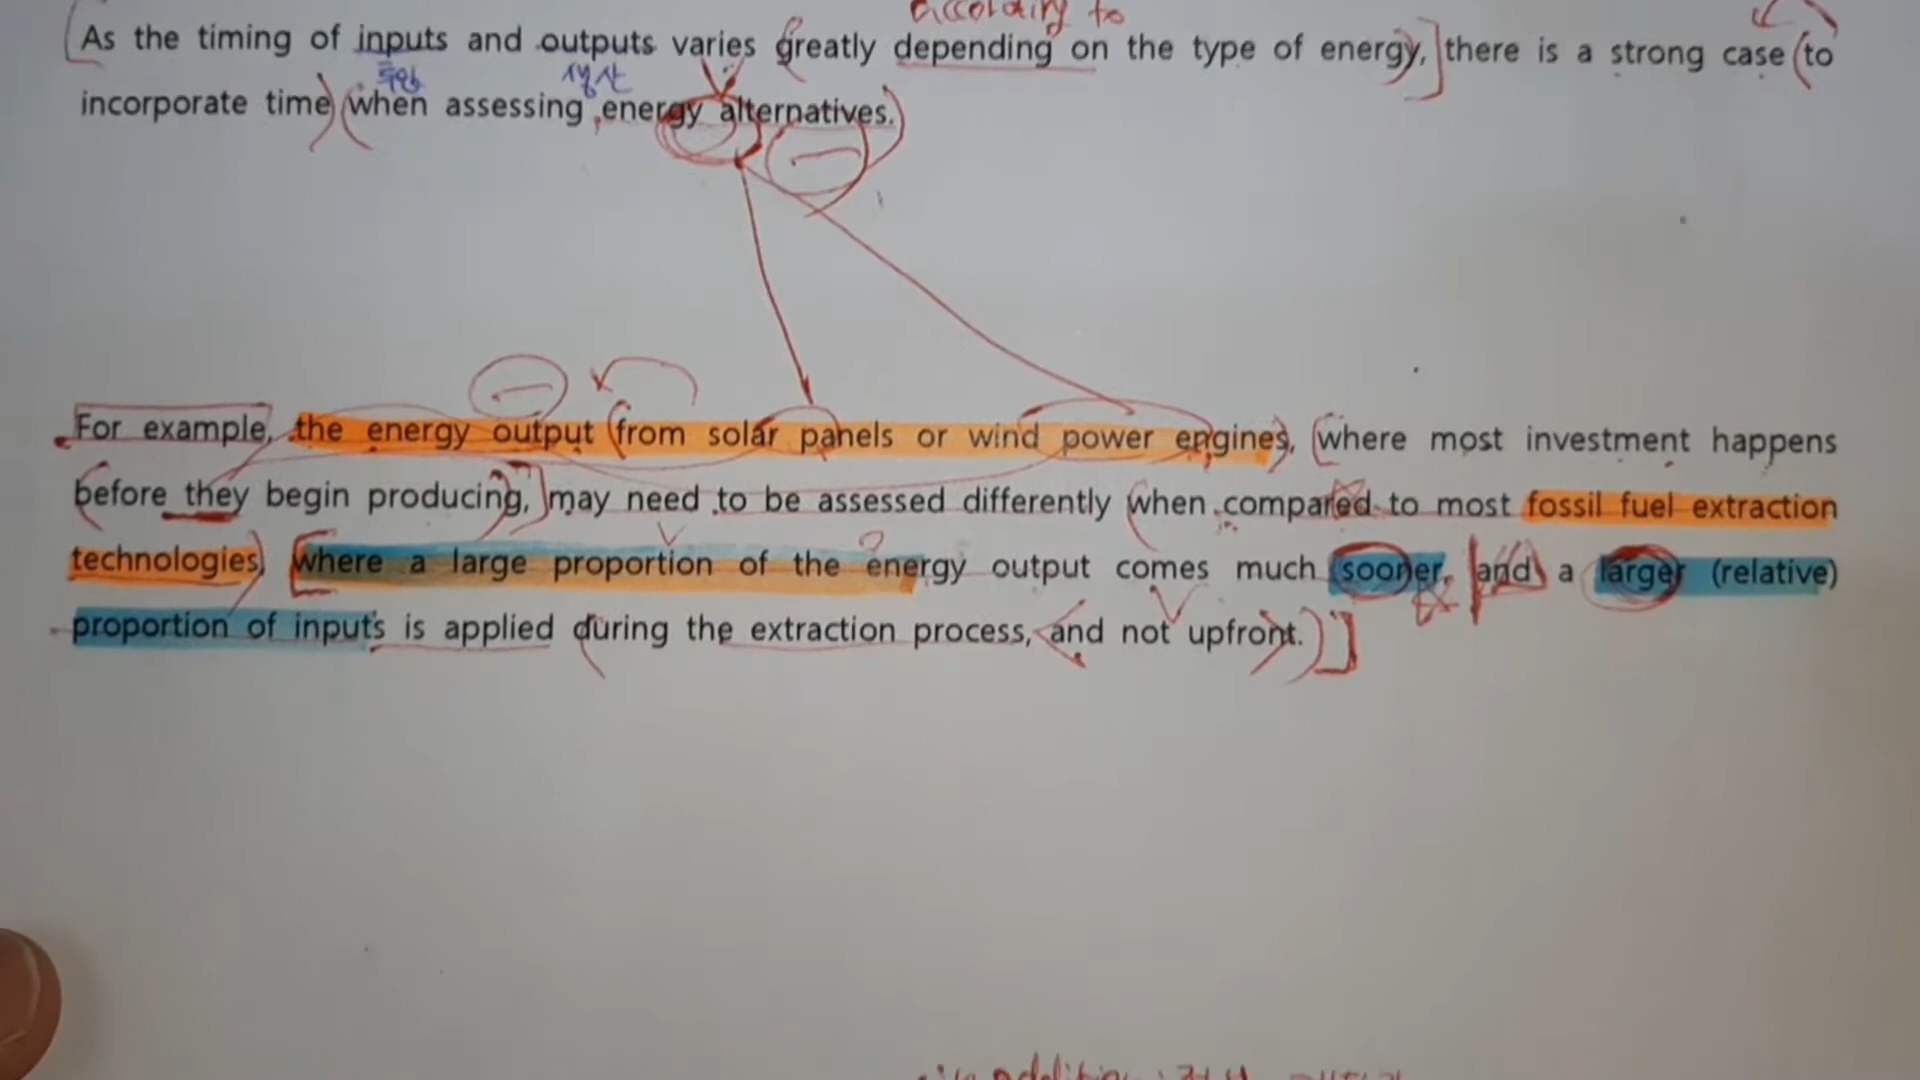 according to
As the timing of inputs and outputs varies greatly depending on the type of energy, there is a strong case to
투입 생산
incorporate time when assessing energy alternatives.
For example, the energy output from solar panels or wind power engines, where most investment happens
before they begin producing, may need to be assessed differently when compared to most fossil fuel extraction
technologies, where a large proportion of the energy output comes much sooner, and a larger (relative)
proportion of inputs is applied during the extraction process, and not upfront.
addition :